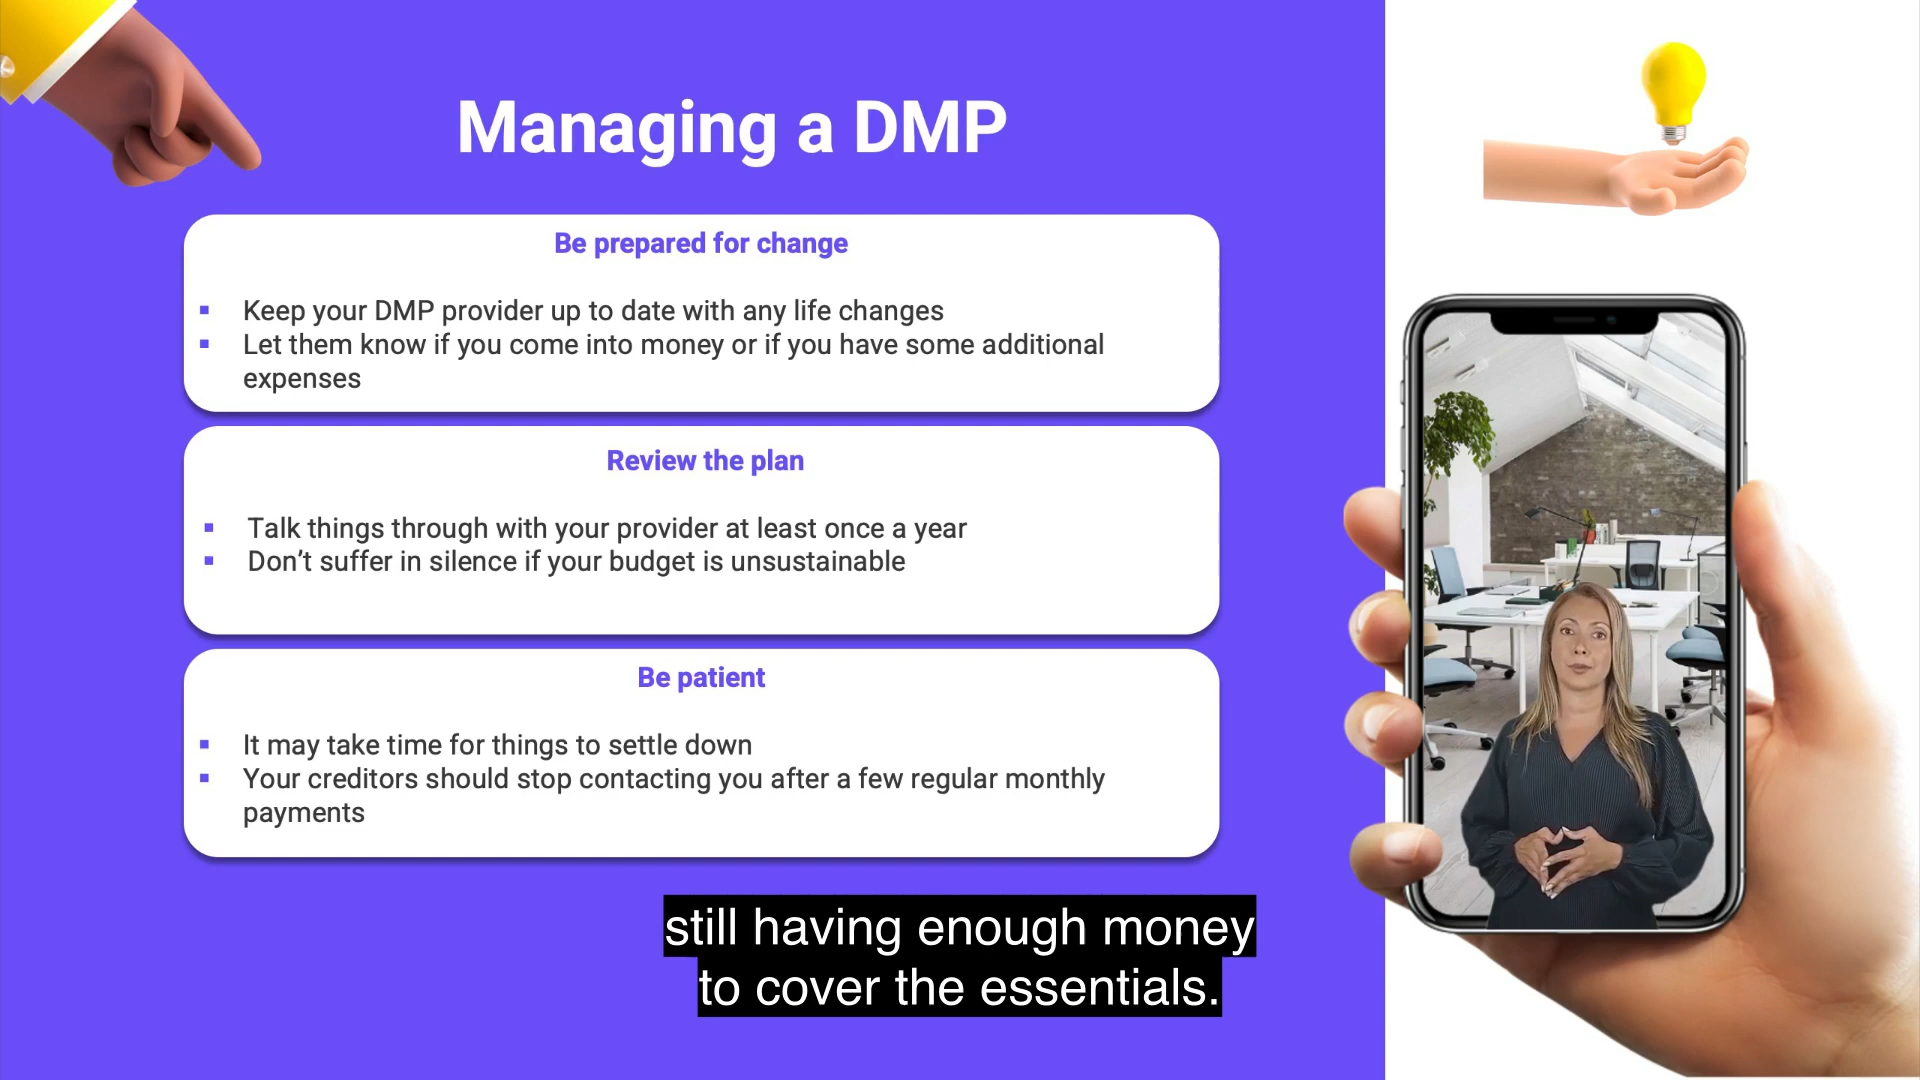 Managing a DMP
Be prepared for change
▪ Keep your DMP provider up to date with any life changes
▪ Let them know if you come into money or if you have some additional
expenses
Review the plan
▪ Talk things through with your provider at least once a year
▪ Don’t suffer in silence if your budget is unsustainable
Be patient
▪ It may take time for things to settle down
▪ Your creditors should stop contacting you after a few regular monthly
payments
still having enough money
to cover the essentials.